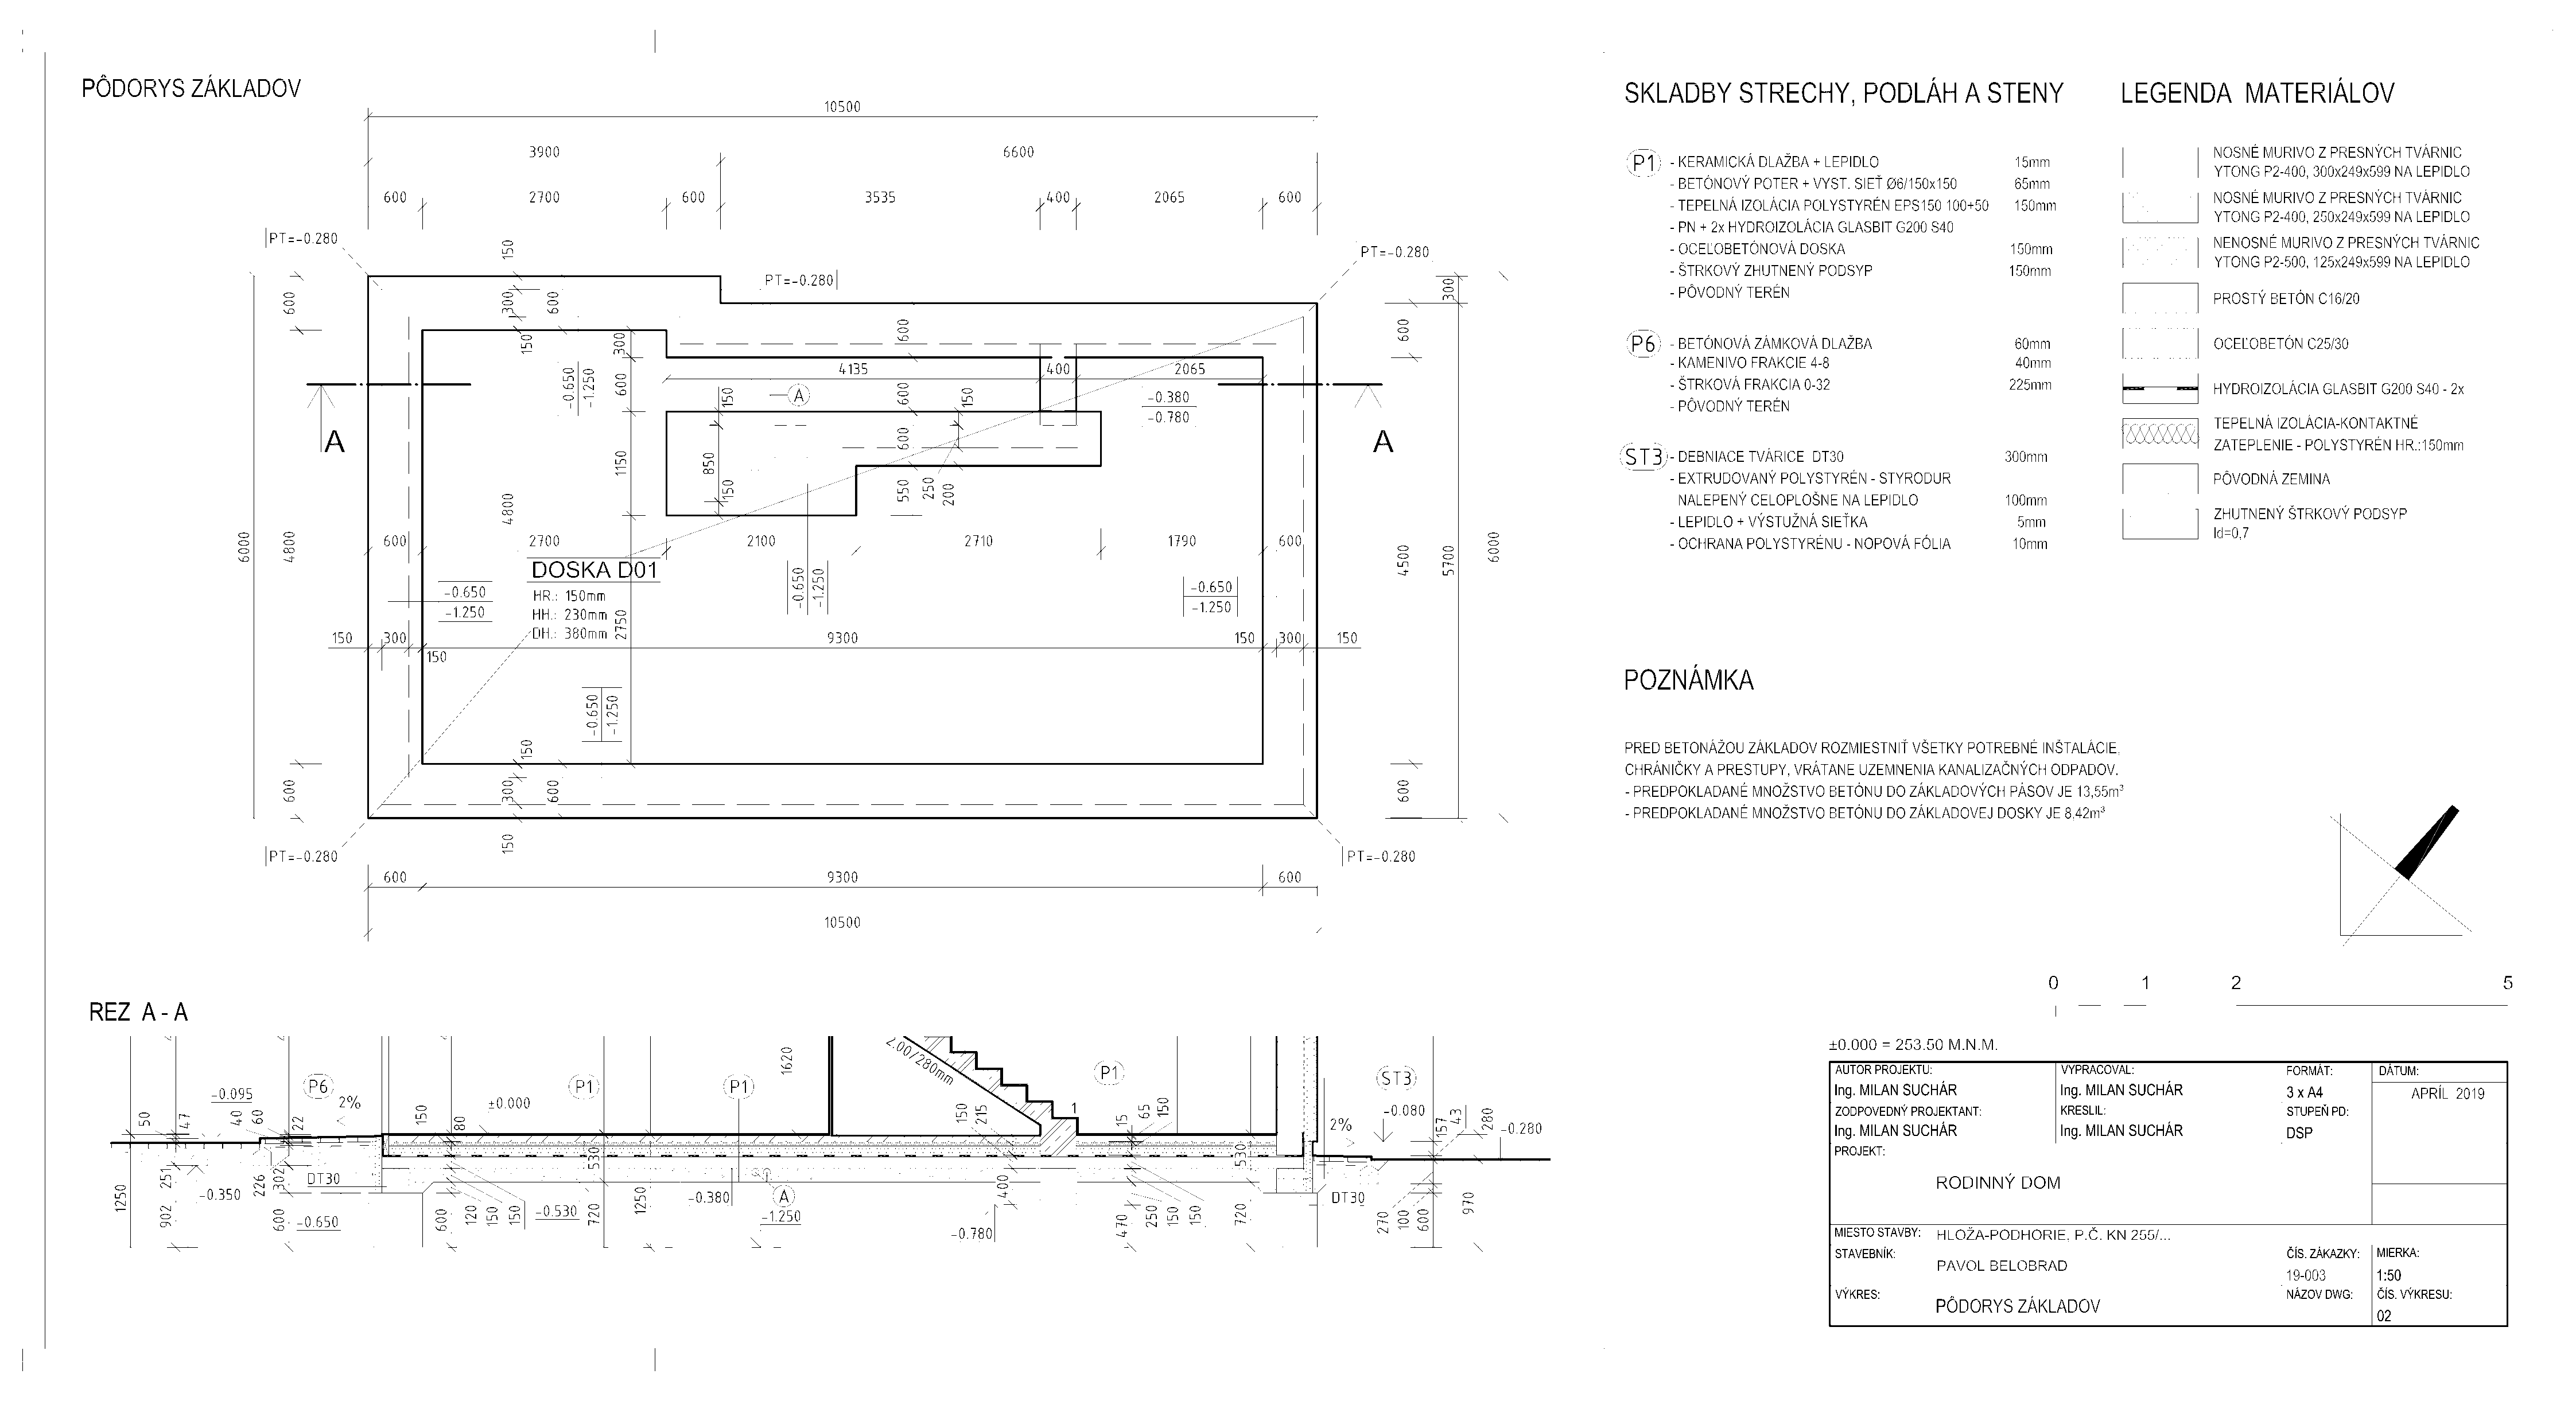 PÔDORYS ZÁKLADOV
10500
3900
6600
600
2700
600
3535
400
2065
600
PT=-0.280
150
PT=-0.280
PT=-0.280
600
300
600
150
300
600
600
300
600
4135
400
2065
-0.650
-1.250
600
150
A
600
150
-0.380
-0.780
A
A
1150
850
150
600
550
250
200
4800
6000
4800
600
2700
2100
2710
1790
600
4500
5700
6000
DOSKA D01
HR.: 150mm
HH.: 230mm
DH.: 380mm
-0.650
-1.250
-0.650
-1.250
-0.650
-1.250
2750
150
300
150
9300
150
300
150
-0.650
-1.250
150
600
300
600
600
150
PT=-0.280
PT=-0.280
600
9300
600
10500
REZ A - A
2.00/280mm
1620
P6
P1
P1
P1
ST3
-0.095
2%
±0.000
150
80
150
215
1
15
65
150
2%
-0.080
157
43
280
-0.280
50
47
40
60
22
1250
251
902
-0.350
226
302
600
DT30
-0.650
600
120
150
150
-0.530
530
720
1250
-0.380
A
-1.250
400
-0.780
470
250
150
150
530
720
DT30
270
100
600
970
SKLADBY STRECHY, PODLÁH A STENY
P1
- KERAMICKÁ DLAŽBA + LEPIDLO 15mm
- BETÓNOVÝ POTER + VYST. SIEŤ Ø6/150x150 65mm
- TEPELNÁ IZOLÁCIA POLYSTYRÉN EPS150 100+50 150mm
- PN + 2x HYDROIZOLÁCIA GLASBIT G200 S40
- OCEĽOBETÓNOVÁ DOSKA 150mm
- ŠTRKOVÝ ZHUTNENÝ PODSYP 150mm
- PÔVODNÝ TERÉN
P6
- BETÓNOVÁ ZÁMKOVÁ DLAŽBA 60mm
- KAMENIVO FRAKCIE 4-8 40mm
- ŠTRKOVÁ FRAKCIA 0-32 225mm
- PÔVODNÝ TERÉN
ST3
- DEBNIACE TVÁRICE DT30 300mm
- EXTRUDOVANÝ POLYSTYRÉN - STYRODUR
NALEPENÝ CELOPLOŠNE NA LEPIDLO 100mm
- LEPIDLO + VÝSTUŽNÁ SIEŤKA 5mm
- OCHRANA POLYSTYRÉNU - NOPOVÁ FÓLIA 10mm
LEGENDA MATERIÁLOV
NOSNÉ MURIVO Z PRESNÝCH TVÁRNIC
YTONG P2-400, 300x249x599 NA LEPIDLO
NOSNÉ MURIVO Z PRESNÝCH TVÁRNIC
YTONG P2-400, 250x249x599 NA LEPIDLO
NENOSNÉ MURIVO Z PRESNÝCH TVÁRNIC
YTONG P2-500, 125x249x599 NA LEPIDLO
PROSTÝ BETÓN C16/20
OCEĽOBETÓN C25/30
HYDROIZOLÁCIA GLASBIT G200 S40 - 2x
TEPELNÁ IZOLÁCIA-KONTAKTNÉ
ZATEPLENIE - POLYSTYRÉN HR.:150mm
PÔVODNÁ ZEMINA
ZHUTNENÝ ŠTRKOVÝ PODSYP
Id=0,7
POZNÁMKA
PRED BETONÁŽOU ZÁKLADOV ROZMIESTNIŤ VŠETKY POTREBNÉ INŠTALÁCIE,
CHRÁNIČKY A PRESTUPY, VRÁTANE UZEMNENIA KANALIZAČNÝCH ODPADOV.
- PREDPOKLADANÉ MNOŽSTVO BETÓNU DO ZÁKLADOVÝCH PÁSOV JE 13,55m³
- PREDPOKLADANÉ MNOŽSTVO BETÓNU DO ZÁKLADOVEJ DOSKY JE 8,42m³
0 1 2 5
±0.000 = 253.50 M.N.M.
AUTOR PROJEKTU: VYPRACOVAL: FORMÁT: DÁTUM:
Ing. MILAN SUCHÁR Ing. MILAN SUCHÁR 3 x A4 APRÍL 2019
ZODPOVEDNÝ PROJEKTANT: KRESLIL: STUPEŇ PD:
Ing. MILAN SUCHÁR Ing. MILAN SUCHÁR DSP
PROJEKT:
RODINNÝ DOM
MIESTO STAVBY: HLOŽA-PODHORIE, P.Č. KN 255/...
STAVEBNÍK: ČÍS. ZÁKAZKY: MIERKA:
PAVOL BELOBRAD 19-003 1:50
VÝKRES: NÁZOV DWG: ČÍS. VÝKRESU:
PÔDORYS ZÁKLADOV 02